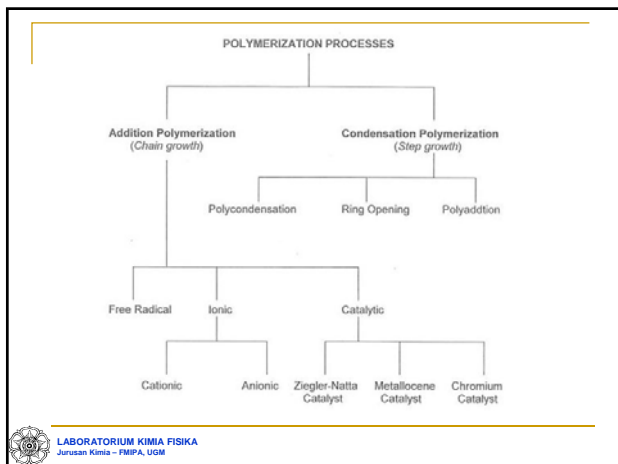 POLYMERIZATION PROCESSES
Addition Polymerization
(Chain growth)
Condensation Polymerization
(Step growth)
Polycondensation
Ring Opening
Polyaddtion
Free Radical
Ionic
Catalytic
Cationic
Anionic
Ziegler-Natta
Catalyst
Metallocene
Catalyst
Chromium
Catalyst
LABORATORIUM KIMIA FISIKA
Jurusan Kimia – FMIPA, UGM